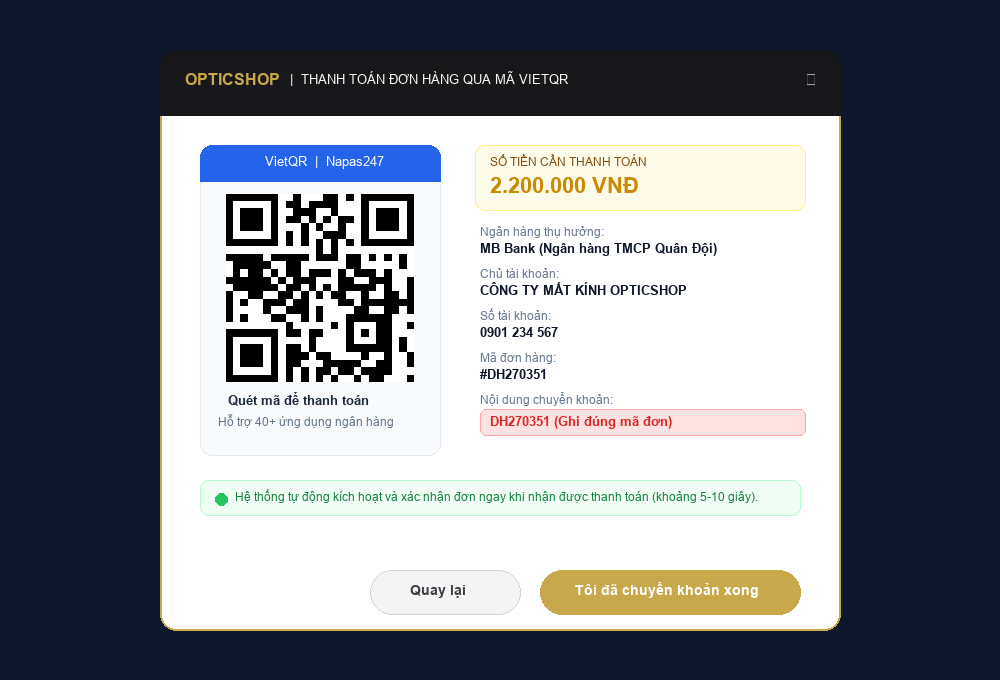 OPTICSHOP | THANH TOÁN ĐƠN HÀNG QUA MÃ VIETQR
VietQR | Napas247
Quét mã để thanh toán
Hỗ trợ 40+ ứng dụng ngân hàng
SỐ TIỀN CẦN THANH TOÁN
2.200.000 VNĐ
Ngân hàng thụ hưởng:
MB Bank (Ngân hàng TMCP Quân Đội)
Chủ tài khoản:
CÔNG TY MẮT KÍNH OPTICSHOP
Số tài khoản:
0901 234 567
Mã đơn hàng:
#DH270351
Nội dung chuyển khoản:
DH270351 (Ghi đúng mã đơn)
Hệ thống tự động kích hoạt và xác nhận đơn ngay khi nhận được thanh toán (khoảng 5-10 giây).
Quay lại
Tôi đã chuyển khoản xong